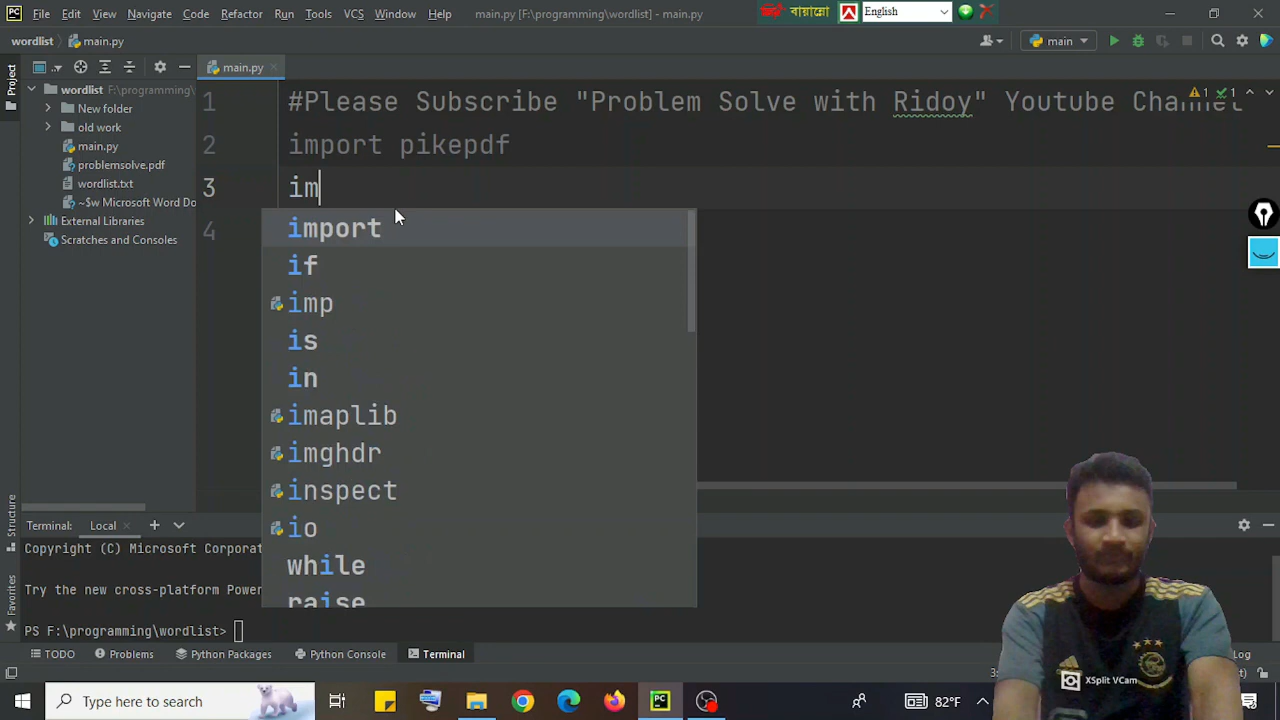 PC File Edit View Navigate Code Refactor Run Tools VCS Window Help main.py (F:\programming\wordlist) - main.py
বায়ান্নো English
wordlist main.py main
Project main.py
wordlist F:\programming\
New folder
old work
main.py
problemsolve.pdf
wordlist.txt
~$w Microsoft Word Do
External Libraries
Scratches and Consoles
1 #Please Subscribe "Problem Solve with Ridoy" Youtube Channel
1 1
2 import pikepdf
3 im
4
import
if
imp
is
in
imaplib
imghdr
inspect
io
while
raise
Structure
Favorites
Terminal: Local
Copyright (C) Microsoft Corporat
Try the new cross-platform Power
PS F:\programming\wordlist>
TODO Problems Python Packages Python Console Terminal Log
3:
XSplit VCam
Type here to search PC 82°F